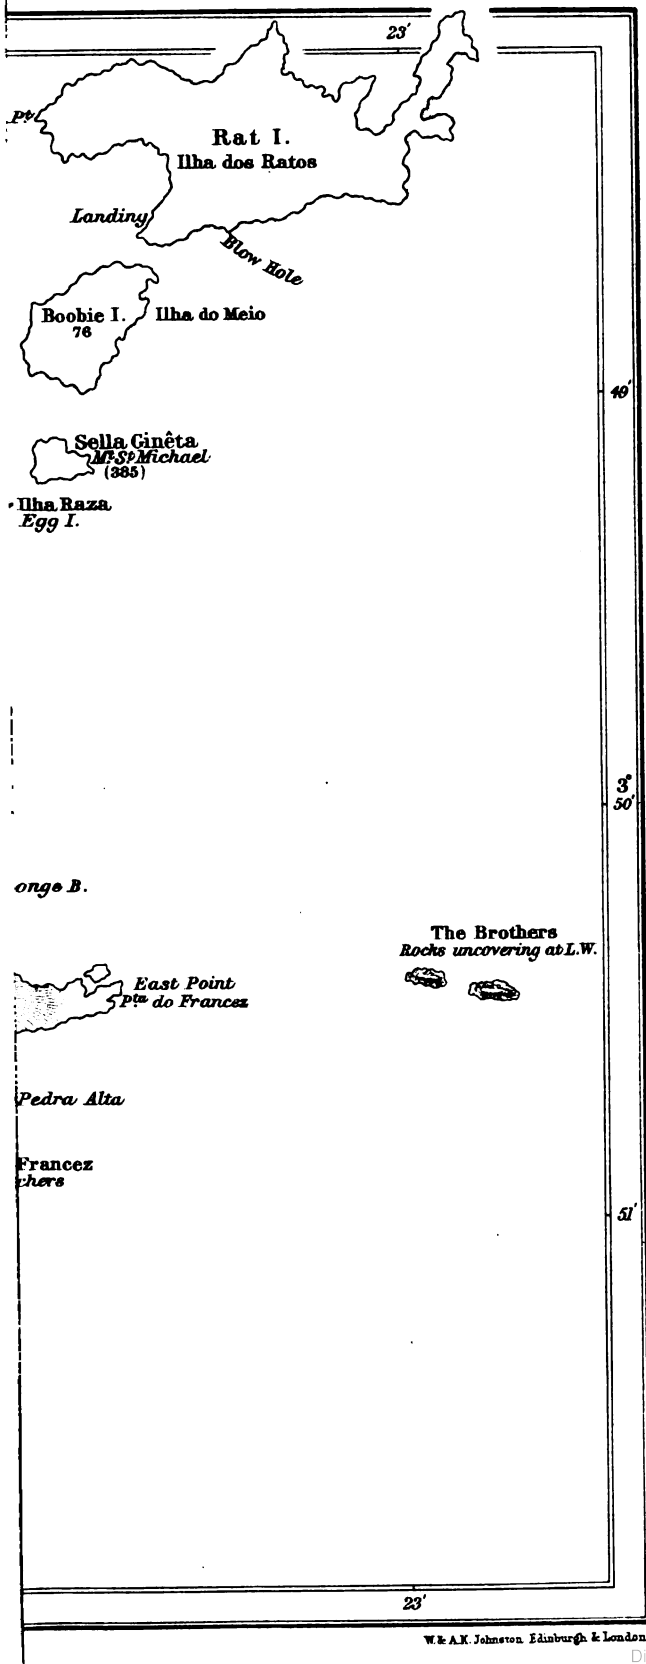 23'
Pt.
Rat I.
Ilha dos Ratos
Landing
Blow Hole
Boobie I.
76
Ilha do Meio
49'
Sella Ginêta
Mt. St. Michael
(385)
Ilha Raza
Egg I.
3°
50'
onge B.
The Brothers
Rocks uncovering at L.W.
East Point
Pta do Francez
Pedra Alta
Francez
chers
51'
23'
W. & A.K. Johnston Edinburgh & London
Di